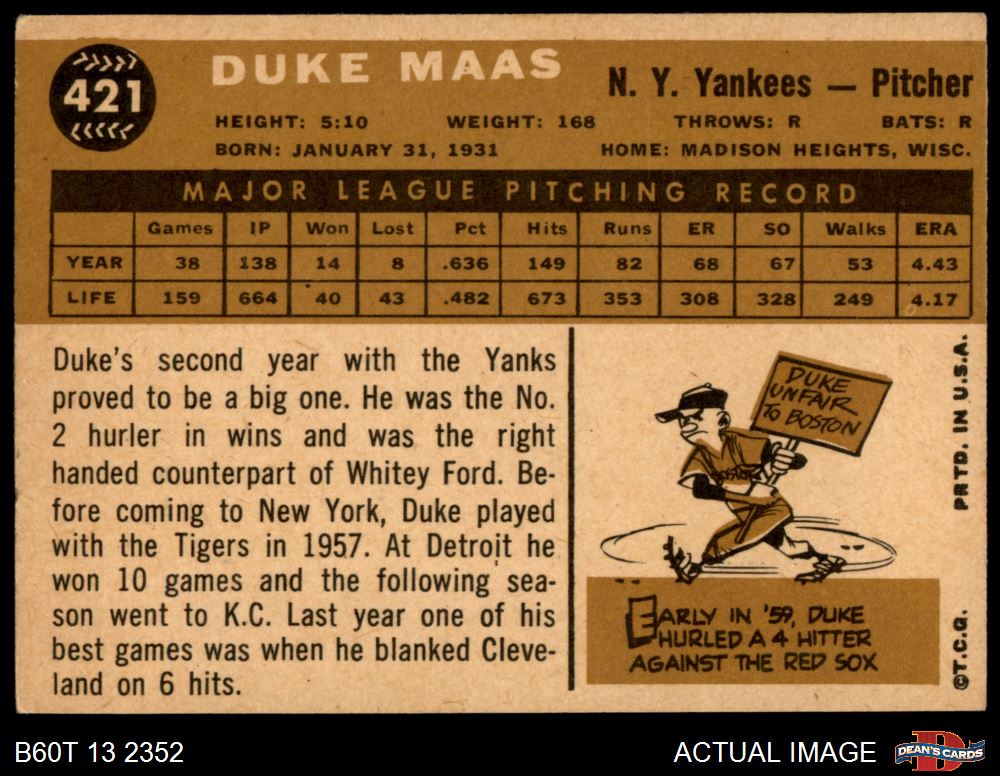 421
DUKE MAAS
N. Y. Yankees — Pitcher
HEIGHT: 5:10 WEIGHT: 168 THROWS: R BATS: R
BORN: JANUARY 31, 1931 HOME: MADISON HEIGHTS, WISC.
MAJOR LEAGUE PITCHING RECORD
Games IP Won Lost Pct Hits Runs ER SO Walks ERA
YEAR 38 138 14 8 .636 149 82 68 67 53 4.43
LIFE 159 664 40 43 .482 673 353 308 328 249 4.17
Duke's second year with the Yanks
proved to be a big one. He was the No.
2 hurler in wins and was the right
handed counterpart of Whitey Ford. Be-
fore coming to New York, Duke played
with the Tigers in 1957. At Detroit he
won 10 games and the following sea-
son went to K.C. Last year one of his
best games was when he blanked Cleve-
land on 6 hits.
DUKE
UNFAIR
TO BOSTON
BOSTON
EARLY IN '59, DUKE
HURLED A 4 HITTER
AGAINST THE RED SOX
©T.C.G. PRTD. IN U.S.A.
B60T 13 2352
ACTUAL IMAGE
DEAN'S CARDS